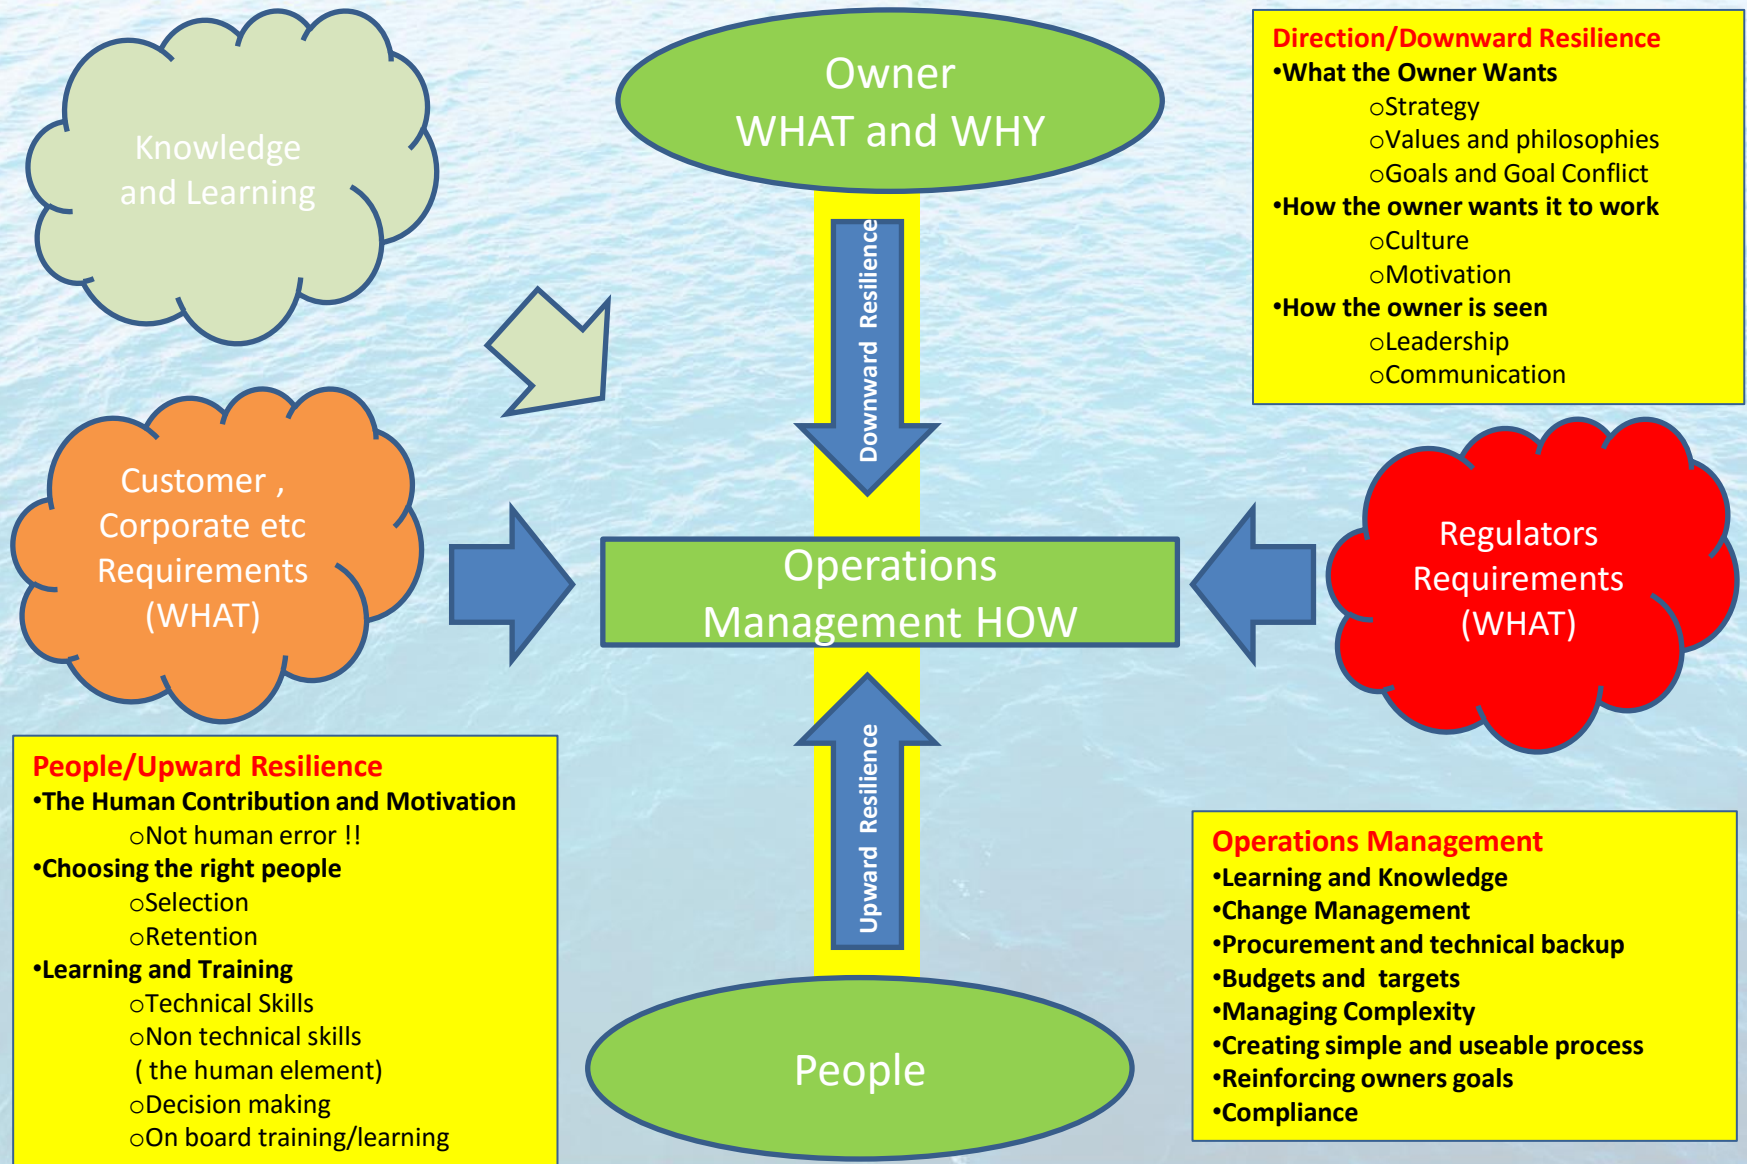 Knowledge
and Learning
Owner
WHAT and WHY
Direction/Downward Resilience
•What the Owner Wants
oStrategy
oValues and philosophies
oGoals and Goal Conflict
•How the owner wants it to work
oCulture
oMotivation
•How the owner is seen
oLeadership
oCommunication
Downward Resilience
Customer ,
Corporate etc
Requirements
(WHAT)
Operations
Management HOW
Regulators
Requirements
(WHAT)
Upward Resilience
People/Upward Resilience
•The Human Contribution and Motivation
oNot human error !!
•Choosing the right people
oSelection
oRetention
•Learning and Training
oTechnical Skills
oNon technical skills
( the human element)
oDecision making
oOn board training/learning
People
Operations Management
•Learning and Knowledge
•Change Management
•Procurement and technical backup
•Budgets and targets
•Managing Complexity
•Creating simple and useable process
•Reinforcing owners goals
•Compliance